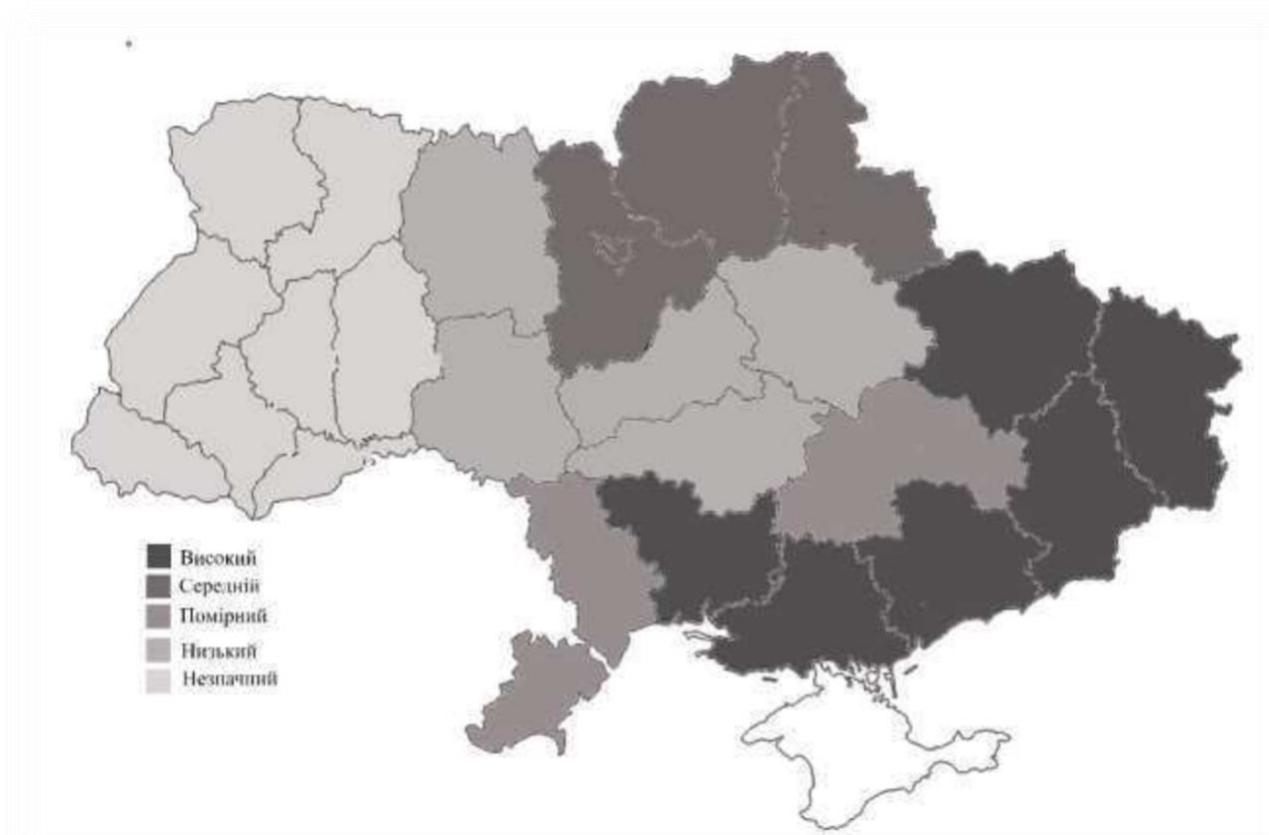 Високий
Середній
Помірний
Низький
Незначний